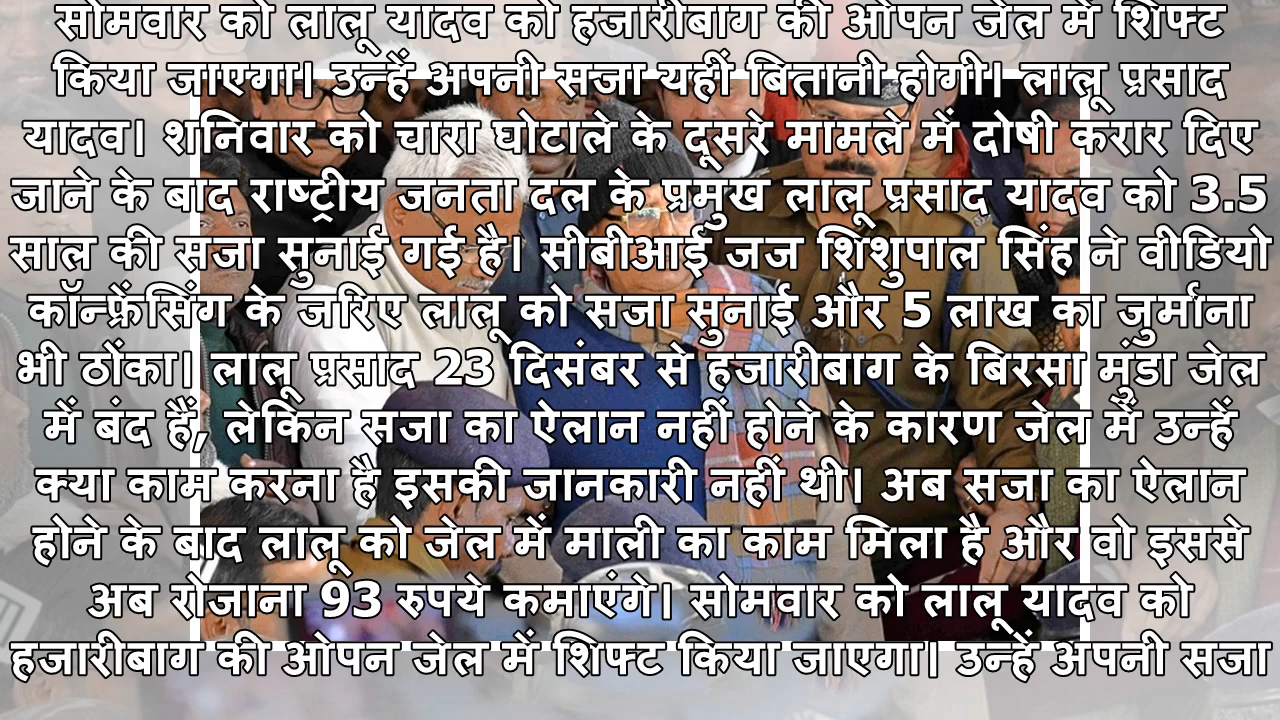 सोमवार को लालू यादव को हजारीबाग की ओपन जेल में शिफ्ट
किया जाएगा। उन्हें अपनी सजा यहीं बितानी होगी। लालू प्रसाद
यादव। शनिवार को चारा घोटाले के दूसरे मामले में दोषी करार दिए
जाने के बाद राष्ट्रीय जनता दल के प्रमुख लालू प्रसाद यादव को 3.5
साल की सजा सुनाई गई है। सीबीआई जज शिशुपाल सिंह ने वीडियो
कॉन्फ्रेंसिंग के जरिए लालू को सजा सुनाई और 5 लाख का जुर्माना
भी ठोंका। लालू प्रसाद 23 दिसंबर से हजारीबाग के बिरसा मुंडा जेल
में बंद हैं, लेकिन सजा का ऐलान नहीं होने के कारण जेल में उन्हें
क्या काम करना है इसकी जानकारी नहीं थी। अब सजा का ऐलान
होने के बाद लालू को जेल में माली का काम मिला है और वो इससे
अब रोजाना 93 रुपये कमाएंगे। सोमवार को लालू यादव को
हजारीबाग की ओपन जेल में शिफ्ट किया जाएगा। उन्हें अपनी सजा